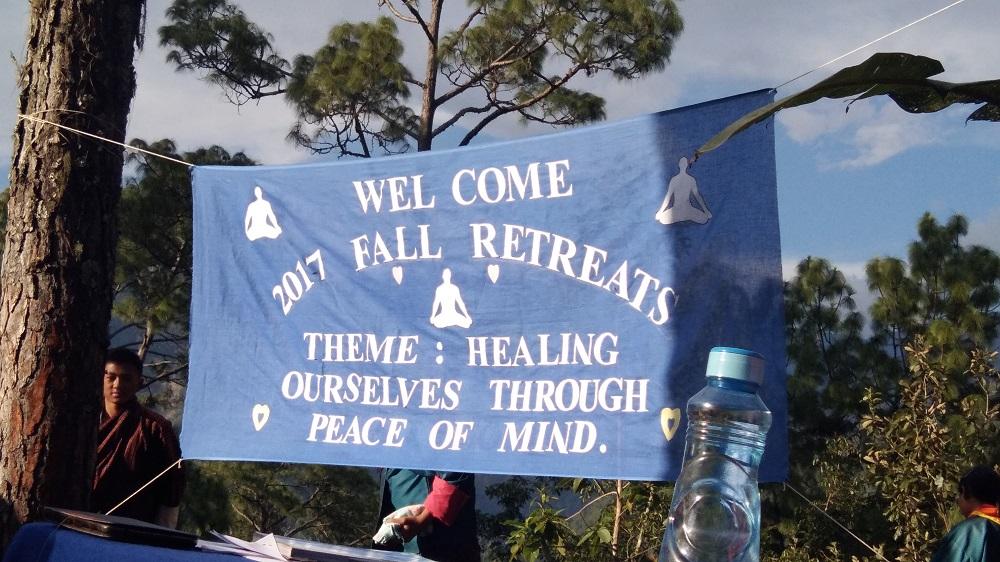 WEL COME
2017 FALL RETREATS
THEME : HEALING
OURSELVES THROUGH
PEACE OF MIND.